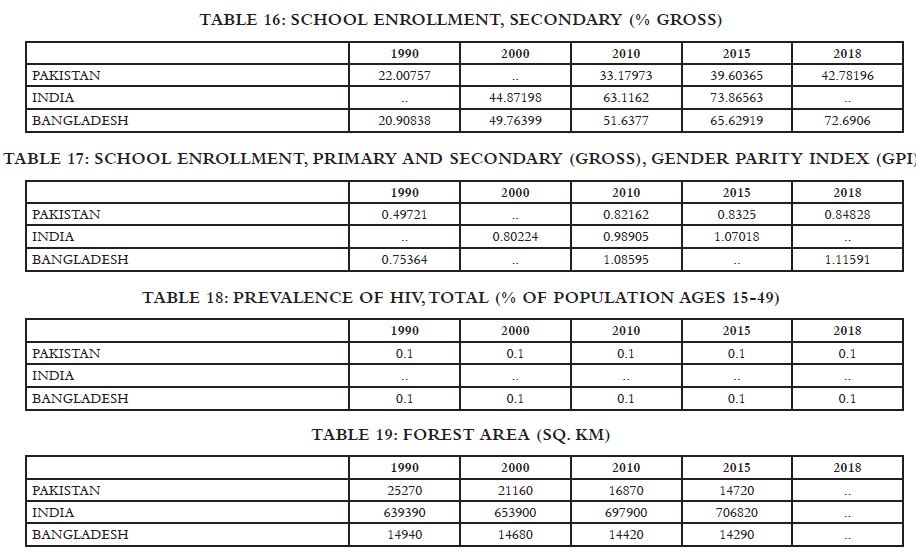 TABLE 16: SCHOOL ENROLLMENT, SECONDARY (% GROSS)
1990 2000 2010 2015 2018
PAKISTAN 22.00757 .. 33.17973 39.60365 42.78196
INDIA .. 44.87198 63.1162 73.86563 ..
BANGLADESH 20.90838 49.76399 51.6377 65.62919 72.6906
TABLE 17: SCHOOL ENROLLMENT, PRIMARY AND SECONDARY (GROSS), GENDER PARITY INDEX (GPI)
1990 2000 2010 2015 2018
PAKISTAN 0.49721 .. 0.82162 0.8325 0.84828
INDIA .. 0.80224 0.98905 1.07018 ..
BANGLADESH 0.75364 .. 1.08595 .. 1.11591
TABLE 18: PREVALENCE OF HIV, TOTAL (% OF POPULATION AGES 15-49)
1990 2000 2010 2015 2018
PAKISTAN 0.1 0.1 0.1 0.1 0.1
INDIA .. .. .. .. ..
BANGLADESH 0.1 0.1 0.1 0.1 0.1
TABLE 19: FOREST AREA (SQ. KM)
1990 2000 2010 2015 2018
PAKISTAN 25270 21160 16870 14720 ..
INDIA 639390 653900 697900 706820 ..
BANGLADESH 14940 14680 14420 14290 ..